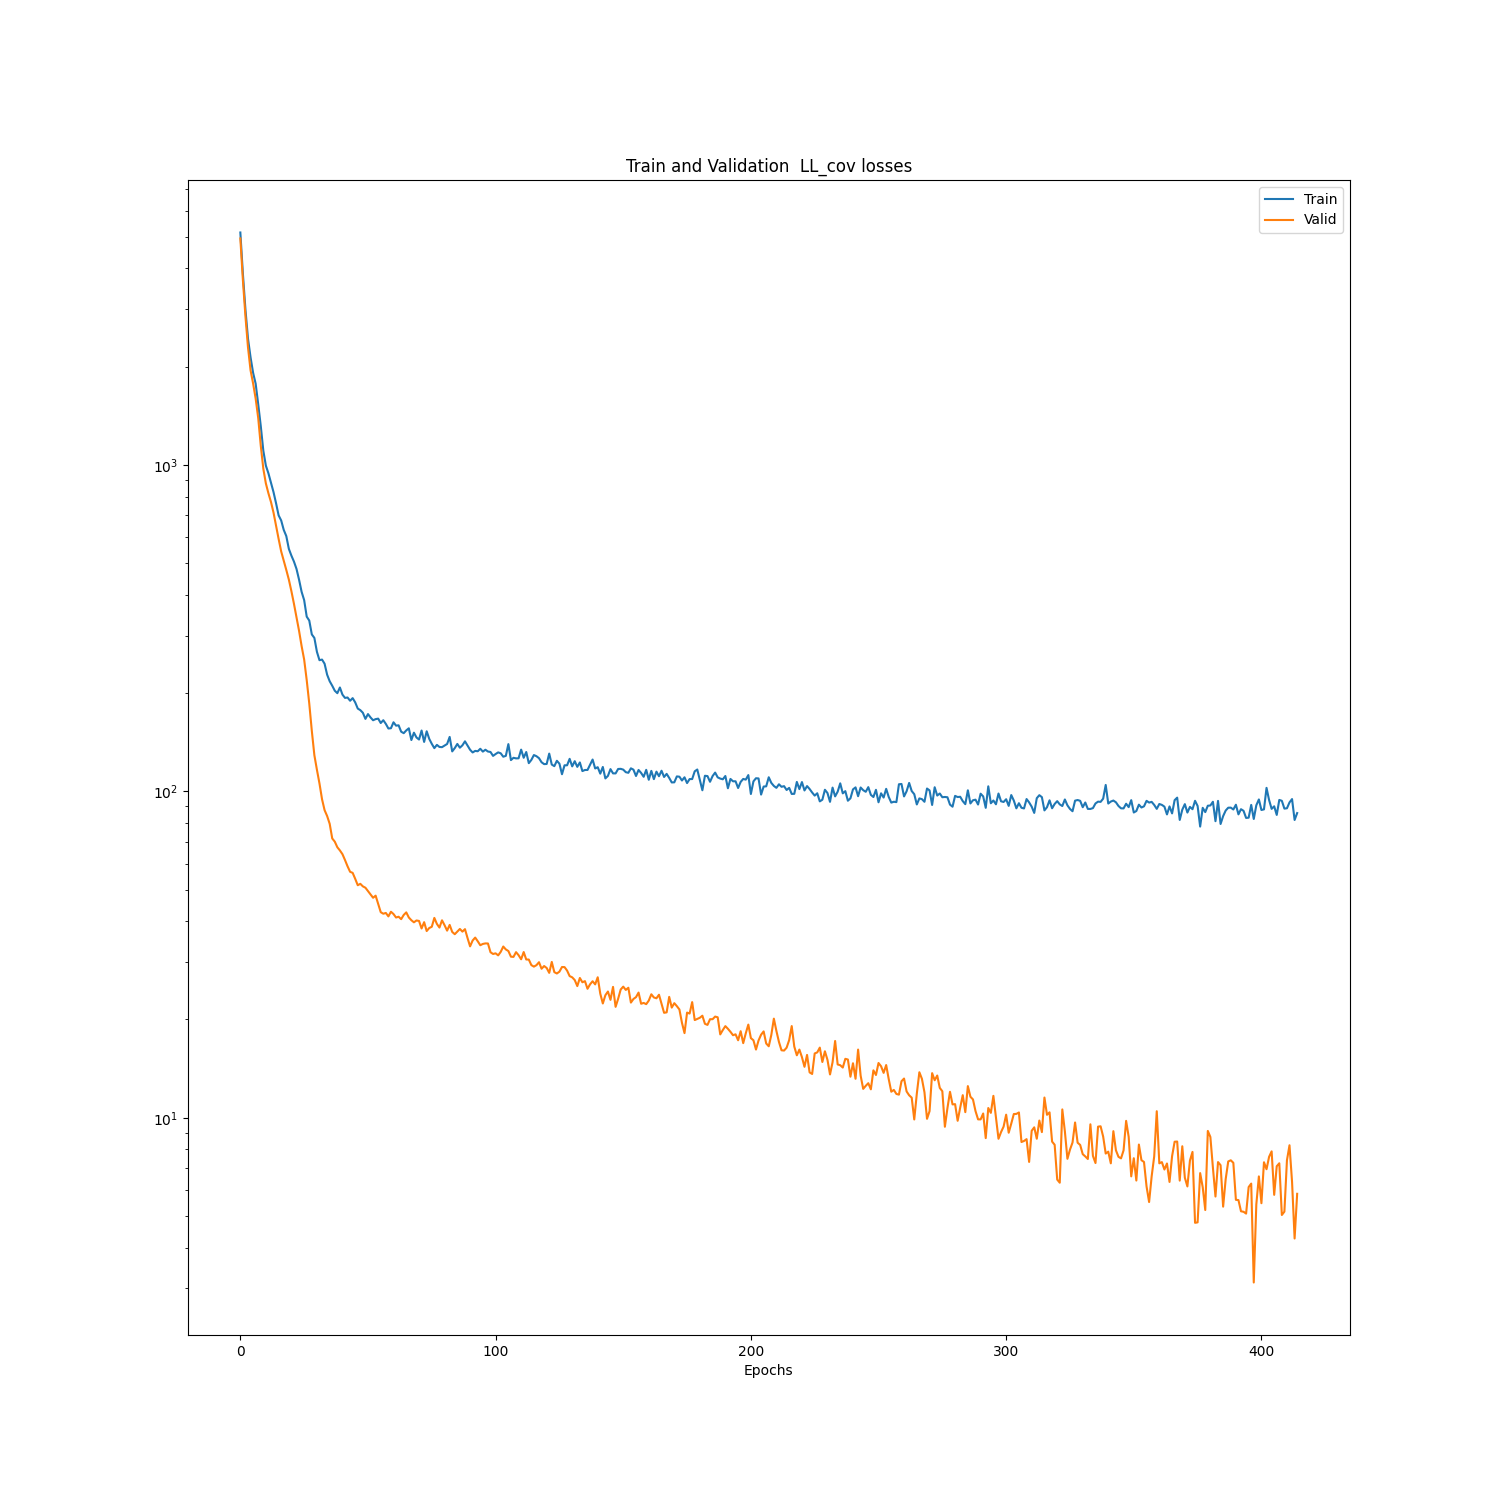 Train and Validation  LL_cov losses
Train
Valid
10³
10²
10¹
0 100 200 300 400
Epochs